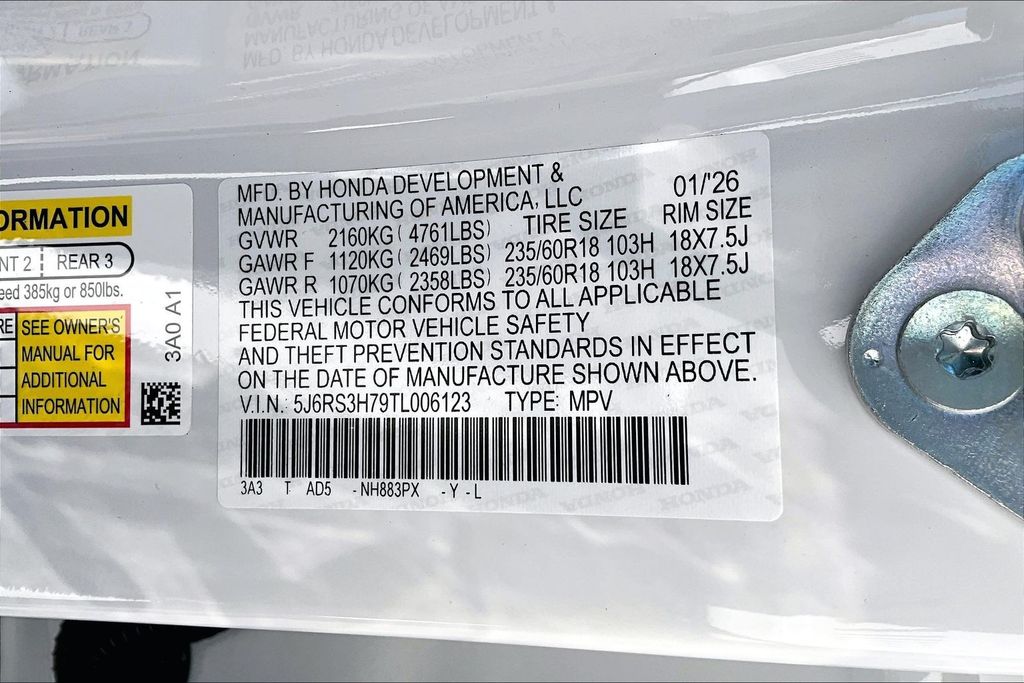 ORMATION
NT 2 REAR 3
eed 385kg or 850lbs.
RE SEE OWNER'S
MANUAL FOR
ADDITIONAL
INFORMATION
3A0 A1
MFD. BY HONDA DEVELOPMENT &
MANUFACTURING OF AMERICA, LLC 01/'26
GVWR 2160KG ( 4761LBS) TIRE SIZE RIM SIZE
GAWR F 1120KG ( 2469LBS) 235/60R18 103H 18X7.5J
GAWR R 1070KG ( 2358LBS) 235/60R18 103H 18X7.5J
THIS VEHICLE CONFORMS TO ALL APPLICABLE
FEDERAL MOTOR VEHICLE SAFETY
AND THEFT PREVENTION STANDARDS IN EFFECT
ON THE DATE OF MANUFACTURE SHOWN ABOVE.
V.I.N.: 5J6RS3H79TL006123 TYPE: MPV
3A3 T AD5 -NH883PX -Y-L